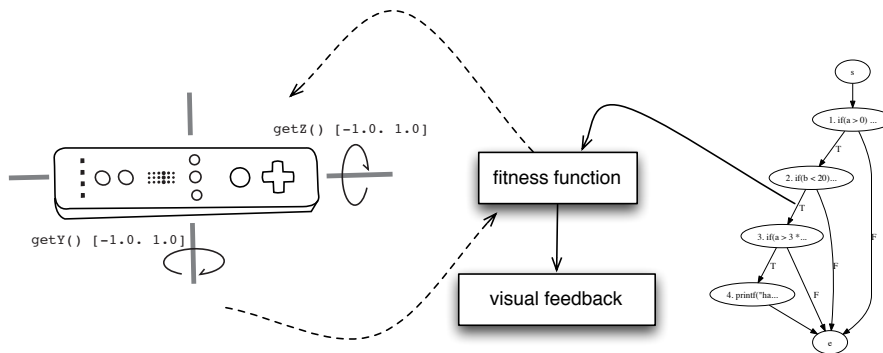 getZ() [-1.0. 1.0]
getY() [-1.0. 1.0]
fitness function
visual feedback
s
1. if(a > 0) ...
T
2. if(b < 20)...
T
3. if(a > 3 *...
F
T
F
4. printf("ha...
F
e